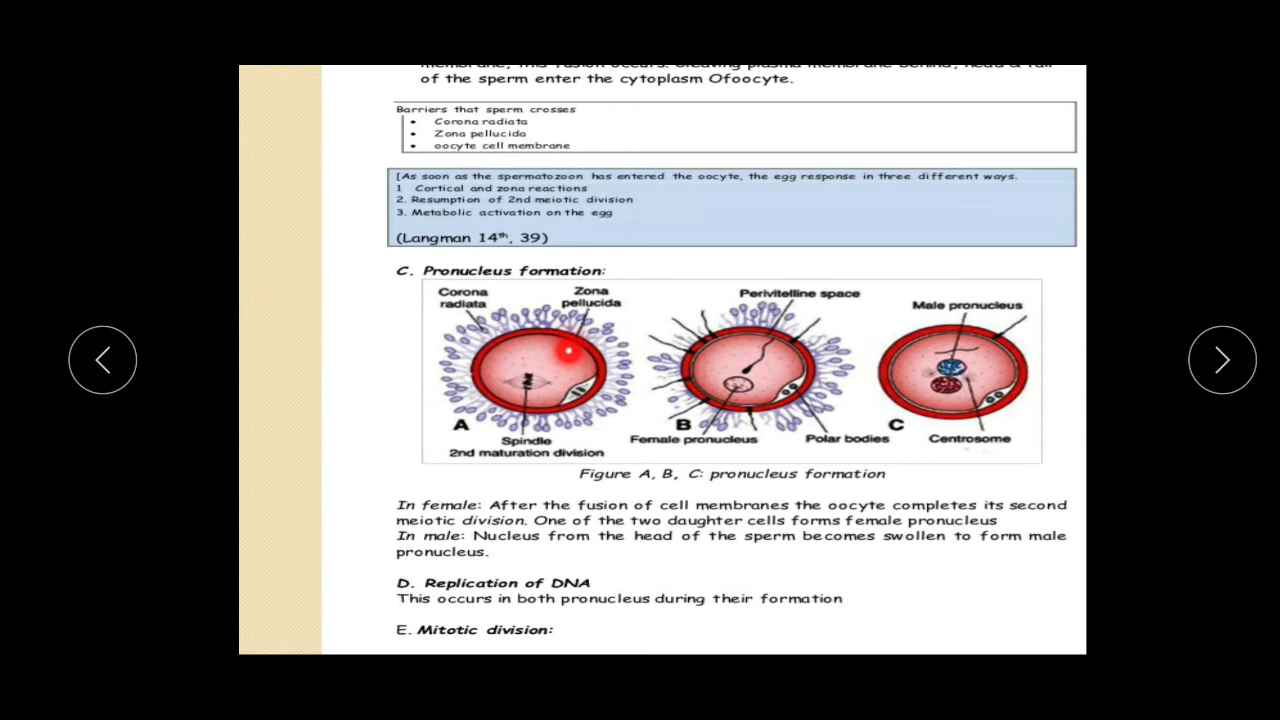 of the sperm enter the cytoplasm Ofoocyte.
Barriers that sperm crosses
• Corona radiata
• Zona pellucida
• oocyte cell membrane
[As soon as the spermatozoon has entered the oocyte, the egg response in three different ways.
1 Cortical and zona reactions
2. Resumption of 2nd meiotic division
3. Metabolic activation on the egg
(Langman 14th, 39)
C. Pronucleus formation:
Corona radiata
Zona pellucida
Perivitelline space
Male pronucleus
A
B
C
Spindle
2nd maturation division
Female pronucleus
Polar bodies
Centrosome
Figure A, B, C: pronucleus formation
In female: After the fusion of cell membranes the oocyte completes its second
meiotic division. One of the two daughter cells forms female pronucleus
In male: Nucleus from the head of the sperm becomes swollen to form male
pronucleus.
D. Replication of DNA
This occurs in both pronucleus during their formation
E. Mitotic division: